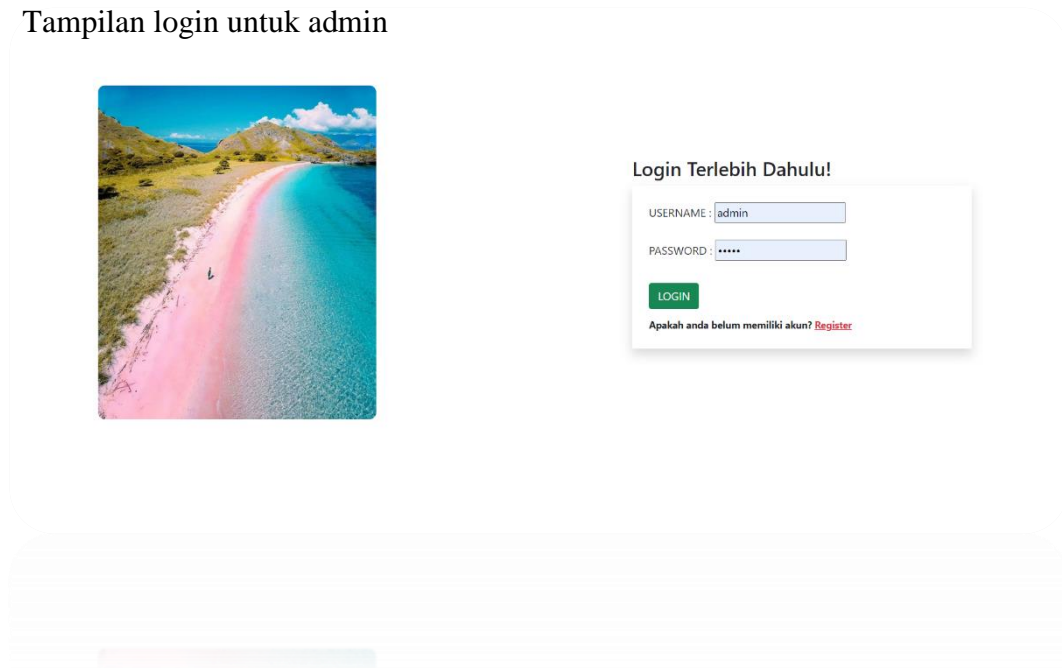 Tampilan login untuk admin
Login Terlebih Dahulu!
USERNAME : admin
PASSWORD : •••••
LOGIN
Apakah anda belum memiliki akun? Register